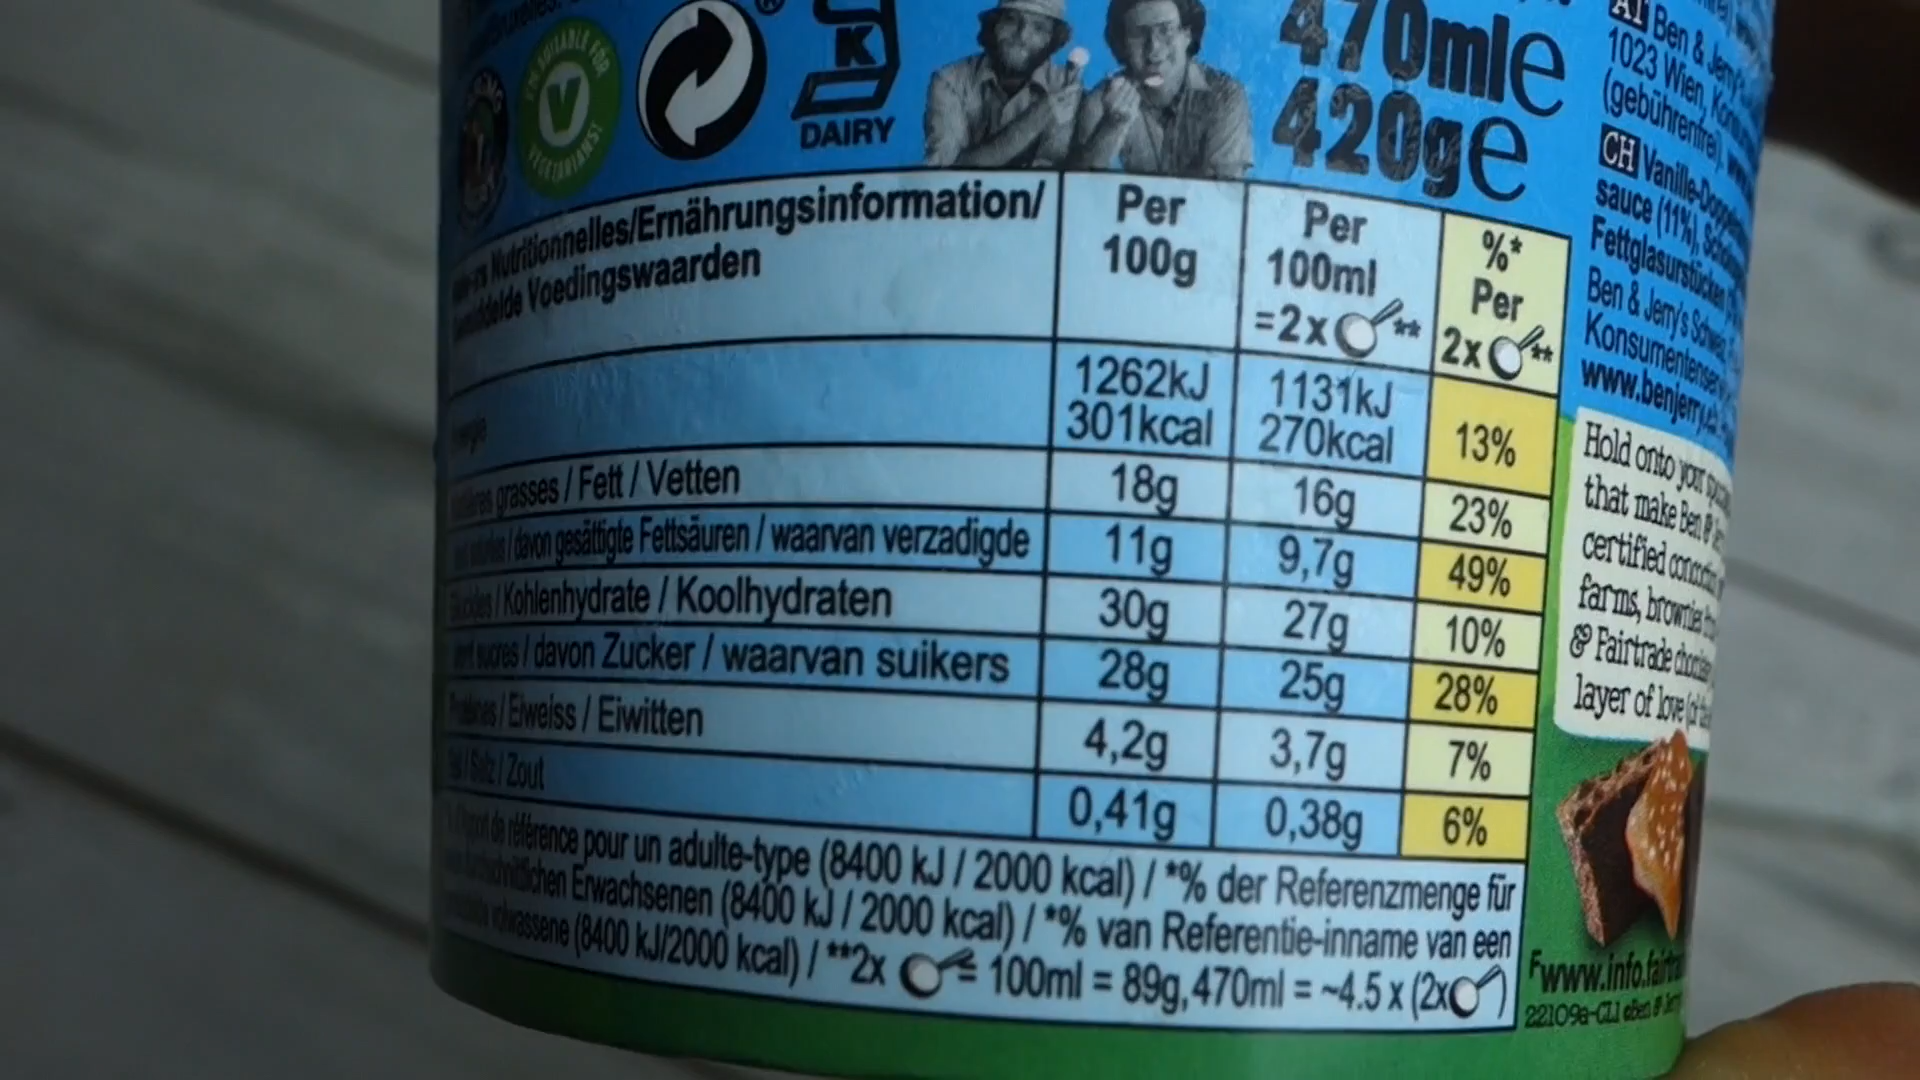 SUITABLE FOR
V
VEGETARIANS!
®
K
DAIRY
470mle
420ge
Nutritionnelles/Ernährungsinformation/
Voedingswaarden
Per
100g
Per
100ml
=2x**
%*
Per
2x**
1262kJ
301kcal
1131kJ
270kcal
13%
grasses / Fett / Vetten
18g
16g
23%
/ davon gesättigte Fettsäuren / waarvan verzadigde
11g
9,7g
49%
/ Kohlenhydrate / Koolhydraten
30g
27g
10%
sucres / davon Zucker / waarvan suikers
28g
25g
28%
/ Eiweiss / Eiwitten
4,2g
3,7g
7%
/ Salz / Zout
0,41g
0,38g
6%
de référence pour un adulte-type (8400 kJ / 2000 kcal) / *% der Referenzmenge für
Erwachsenen (8400 kJ / 2000 kcal) / *% van Referentie-inname van een
volwassene (8400 kJ/2000 kcal) / **2x = 100ml = 89g, 470ml = ~4.5 x (2x)
AT Ben & Jerry's
1023 Wien,
(gebührenfrei),
CH Vanille-
sauce (11%),
Fettglasurstücken
Ben & Jerry's
www.benjerry.
Hold onto your
that make Ben &
certified
farms, brownies
& Fairtrade
layer of love
www.info.
22109a-CL1